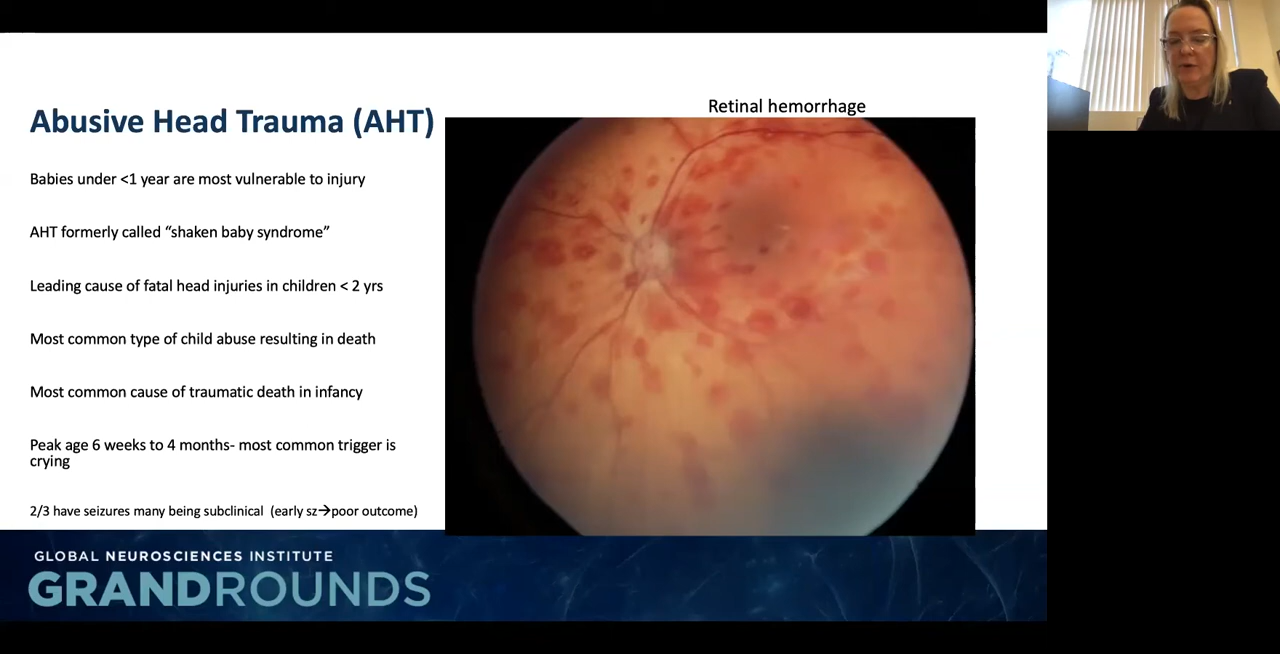 Abusive Head Trauma (AHT)
Retinal hemorrhage
Babies under <1 year are most vulnerable to injury
AHT formerly called “shaken baby syndrome”
Leading cause of fatal head injuries in children < 2 yrs
Most common type of child abuse resulting in death
Most common cause of traumatic death in infancy
Peak age 6 weeks to 4 months- most common trigger is
crying
2/3 have seizures many being subclinical  (early sz→poor outcome)
GLOBAL NEUROSCIENCES INSTITUTE
GRANDROUNDS